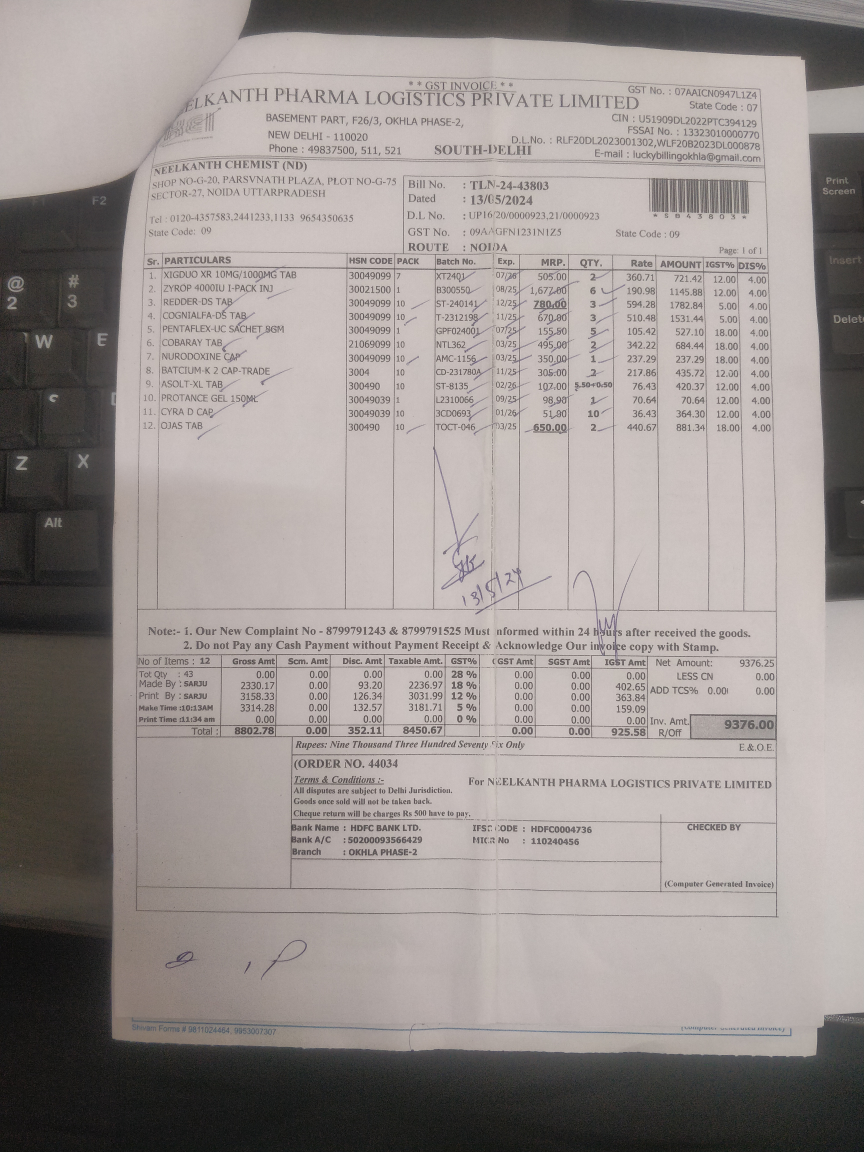 * * GST INVOICE * *
ELKANTH PHARMA LOGISTICS PRIVATE LIMITED
GST No. : 07AAICN0947L1Z4
State Code : 07
BASEMENT PART, F26/3, OKHLA PHASE-2,
CIN : U51909DL2022PTC394129
FSSAI No. : 13323010000770
NEW DELHI - 110020
D.L.No. : RLF20DL2023001302,WLF20B2023DL000878
Phone : 49837500, 511, 521 SOUTH-DELHI
E-mail : luckybillingokhla@gmail.com
NEELKANTH CHEMIST (ND)
SHOP NO-G-20, PARSVNATH PLAZA, PLOT NO-G-75
SECTOR-27, NOIDA UTTARPRADESH
Tel : 0120-4357583,2441233,1133 9654350635
State Code: 09
Bill No. : TLN-24-43803
Dated : 13/05/2024
D.L. No. : UP16/20/0000923,21/0000923
GST No. : 09AAGFN1231N1Z5 State Code : 09
ROUTE : NOIDA
*5843803*
Page: 1 of 1
Sr. PARTICULARS HSN CODE PACK Batch No. Exp. MRP. QTY. Rate AMOUNT IGST% DIS%
1. XIGDUO XR 10MG/1000MG TAB 30049099 7 XT2401 07/26 505.00 2 360.71 721.42 12.00 4.00
2. ZYROP 4000IU I-PACK INJ 30021500 1 B300550 08/25 1,677.00 6 190.98 1145.88 12.00 4.00
3. REDDER-DS TAB 30049099 10 ST-240141 12/25 780.00 3 594.28 1782.84 5.00 4.00
4. COGNIALFA-DS TAB 30049099 10 T-2312198 11/25 670.00 3 510.48 1531.44 5.00 4.00
5. PENTAFLEX-UC SACHET 8GM 30049099 1 GPF024001 07/25 155.50 5 105.42 527.10 18.00 4.00
6. COBARAY TAB 21069099 10 NTL362 03/25 495.00 2 342.22 684.44 18.00 4.00
7. NURODOXINE CAP 30049099 10 AMC-1156 03/25 350.00 1 237.29 237.29 18.00 4.00
8. BATCIUM-K 2 CAP-TRADE 3004 10 CD-231780A 11/25 305.00 2 217.86 435.72 12.00 4.00
9. ASOLT-XL TAB 300490 10 ST-8135 02/26 107.00 5.50+0.50 76.43 420.37 12.00 4.00
10. PROTANCE GEL 150ML 30049039 1 L2310066 09/25 98.90 1 70.64 70.64 12.00 4.00
11. CYRA D CAP 30049039 10 3CD0693 01/26 51.00 10 36.43 364.30 12.00 4.00
12. OJAS TAB 300490 10 TOCT-046 03/25 650.00 2 440.67 881.34 18.00 4.00
13/5/24
Note:- 1. Our New Complaint No - 8799791243 & 8799791525 Must informed within 24 hours after received the goods.
2. Do not Pay any Cash Payment without Payment Receipt & Acknowledge Our invoice copy with Stamp.
No of Items : 12 Gross Amt Scm. Amt Disc. Amt Taxable Amt. GST% CGST Amt SGST Amt IGST Amt Net Amount: 9376.25
Tot Qty : 43 0.00 0.00 0.00 0.00 28 % 0.00 0.00 0.00 LESS CN 0.00
Made By : SARJU 2330.17 0.00 93.20 2236.97 18 % 0.00 0.00 402.65 ADD TCS% 0.00 0.00
Print By : SARJU 3158.33 0.00 126.34 3031.99 12 % 0.00 0.00 363.84
Make Time :10:13AM 3314.28 0.00 132.57 3181.71 5 % 0.00 0.00 159.09
Print Time :11:34 am 0.00 0.00 0.00 0.00 0 % 0.00 0.00 0.00 Inv. Amt. 9376.00
Total : 8802.78 0.00 352.11 8450.67 0.00 0.00 925.58 R/Off
Rupees: Nine Thousand Three Hundred Seventy Six Only E.&.O.E.
(ORDER NO. 44034
Terms & Conditions :-
All disputes are subject to Delhi Jurisdiction.
Goods once sold will not be taken back.
Cheque return will be charges Rs 500 have to pay.
For NEELKANTH PHARMA LOGISTICS PRIVATE LIMITED
Bank Name : HDFC BANK LTD. IFSC CODE : HDFC0004736
Bank A/C : 50200093566429 MICR No : 110240456
Branch : OKHLA PHASE-2
CHECKED BY
(Computer Generated Invoice)
Shivam Forms # 9811024464, 9953007307
F2
@
2
#
3
W
E
Z
X
Alt
Print
Screen
Insert
Delet